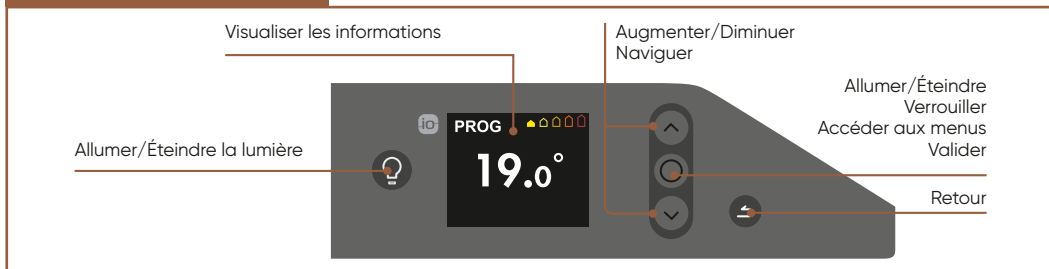 Visualiser les informations
Augmenter/Diminuer
Naviguer
Allumer/Éteindre
Verrouiller
Accéder aux menus
Valider
io
PROG
19.0°
Allumer/Éteindre la lumière
Retour